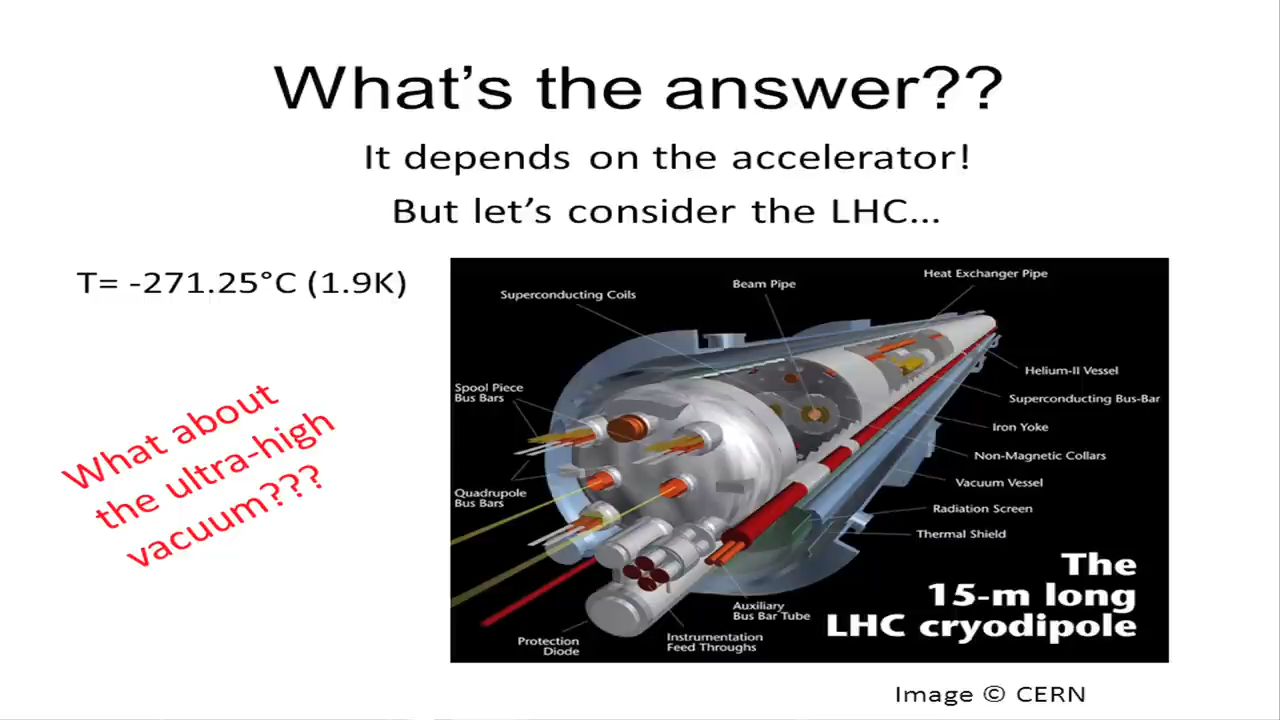 What's the answer??
It depends on the accelerator!
But let's consider the LHC...
T= -271.25°C (1.9K)
What about
the ultra-high
vacuum???
Heat Exchanger Pipe
Beam Pipe
Superconducting Coils
Helium-II Vessel
Spool Piece
Bus Bars
Superconducting Bus-Bar
Iron Yoke
Non-Magnetic Collars
Vacuum Vessel
Quadrupole
Bus Bars
Radiation Screen
Thermal Shield
The
15-m long
LHC cryodipole
Auxiliary
Bus Bar Tube
Instrumentation
Feed Throughs
Protection
Diode
Image © CERN